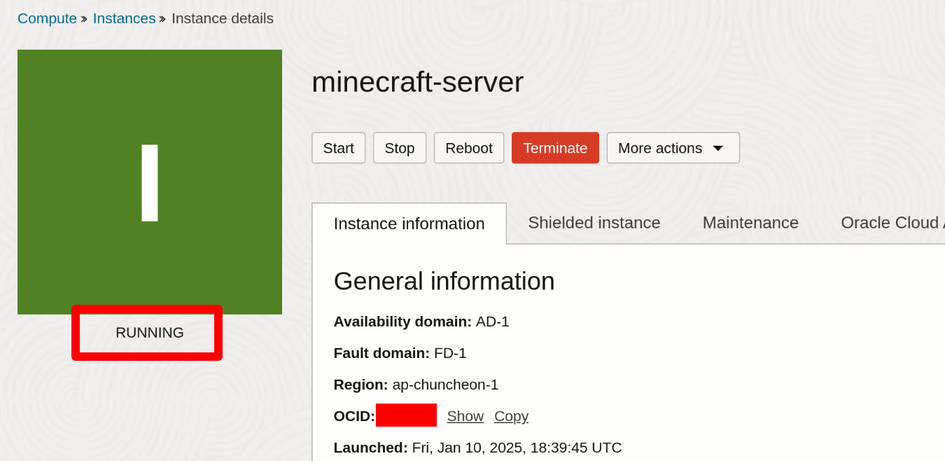 Compute » Instances » Instance details
I
RUNNING
minecraft-server
Start Stop Reboot Terminate More actions
Instance information Shielded instance Maintenance Oracle Cloud
General information
Availability domain: AD-1
Fault domain: FD-1
Region: ap-chuncheon-1
OCID: Show Copy
Launched: Fri, Jan 10, 2025, 18:39:45 UTC